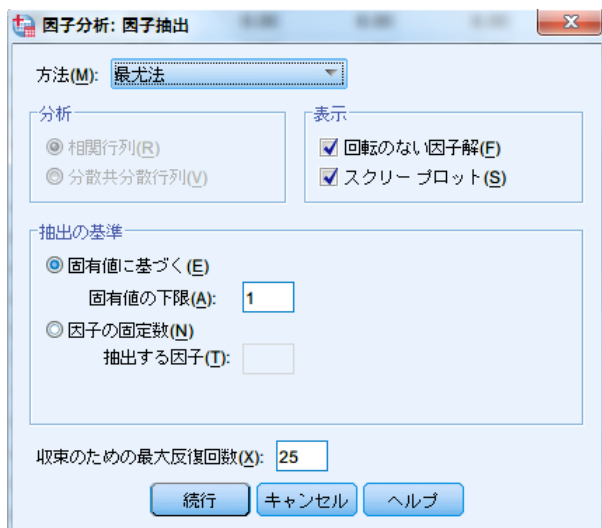 因子分析: 因子抽出
方法(M): 最尤法
分析
相関行列(R)
分散共分散行列(V)
表示
回転のない因子解(F)
スクリー プロット(S)
抽出の基準
固有値に基づく(E)
固有値の下限(A): 1
因子の固定数(N)
抽出する因子(T):
収束のための最大反復回数(X): 25
続行 キャンセル ヘルプ